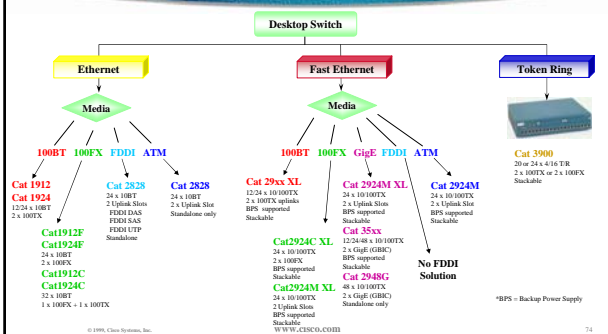 Desktop Switch
Ethernet
Fast Ethernet
Token Ring
Media
Media
100BT 100FX FDDI ATM
100BT 100FX GigE FDDI ATM
Cat 1912
Cat 1924
12/24 x 10BT
2 x 100TX
Cat1912F
Cat1924F
24 x 10BT
2 x 100FX
Cat1912C
Cat1924C
32 x 10BT
1 x 100FX + 1 x 100TX
Cat 2828
24 x 10BT
2 Uplink Slots
FDDI DAS
FDDI SAS
FDDI UTP
Standalone
Cat 2828
24 x 10BT
2 x Uplink Slot
Standalone only
Cat 29xx XL
12/24 x 10/100TX
2 x 100TX uplinks
BPS supported
Stackable
Cat2924C XL
24 x 10/100TX
2 x 100FX
BPS supported
Stackable
Cat2924M XL
24 x 10/100TX
2 Uplink Slots
BPS supported
Stackable
Cat 2924M XL
24 x 10/100TX
2 Uplink Slots
BPS supported
Stackable
Cat 35xx
12/24/48 x 10/100TX
2 x GigE (GBIC)
BPS supported
Stackable
Cat 2948G
48 x 10/100TX
2 x GigE (GBIC)
Standalone only
Cat 2924M
24 x 10/100TX
2 x Uplink Slot
BPS supported
Stackable
No FDDI
Solution
Cat 3900
20 or 24 x 4/16 T/R
2 x 100TX or 2 x 100FX
Stackable
*BPS = Backup Power Supply
© 1999, Cisco Systems, Inc.
www.cisco.com
74